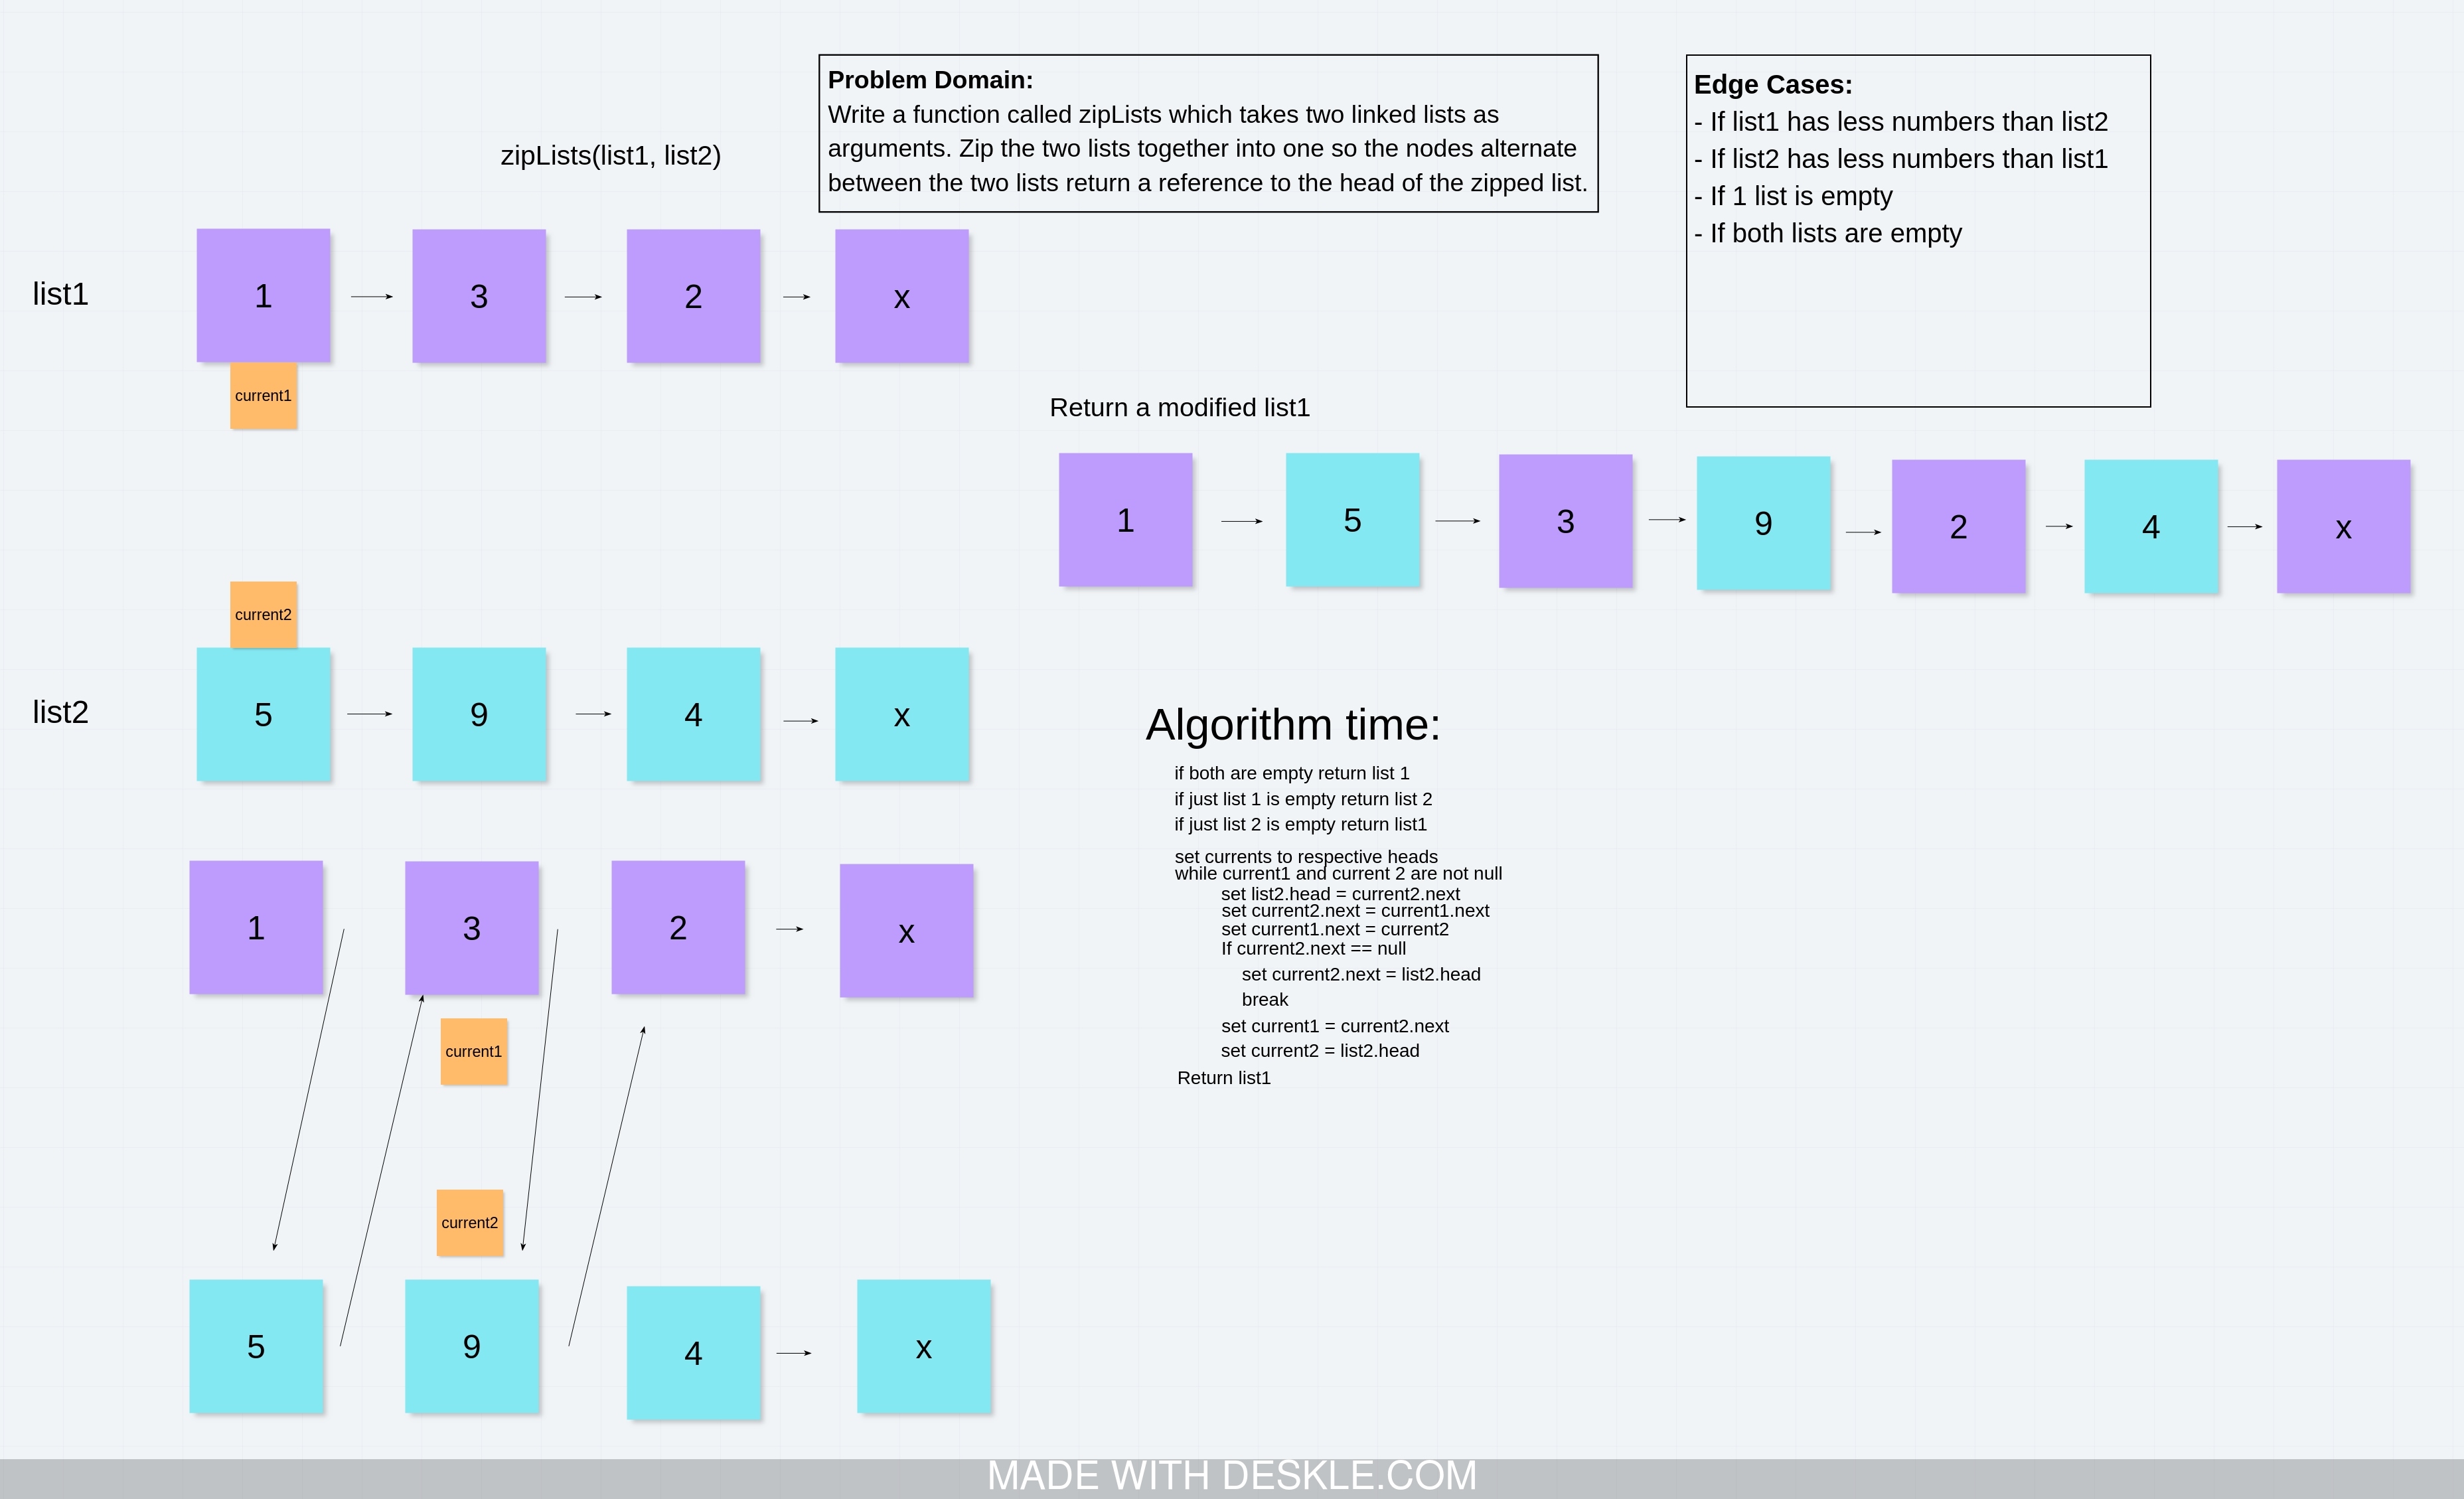 Problem Domain:
Write a function called zipLists which takes two linked lists as
arguments. Zip the two lists together into one so the nodes alternate
between the two lists return a reference to the head of the zipped list.
Edge Cases:
- If list1 has less numbers than list2
- If list2 has less numbers than list1
- If 1 list is empty
- If both lists are empty
zipLists(list1, list2)
list1
1
3
2
x
current1
Return a modified list1
1
5
3
9
2
4
x
current2
list2
5
9
4
x
Algorithm time:
if both are empty return list 1
if just list 1 is empty return list 2
if just list 2 is empty return list1
set currents to respective heads
while current1 and current 2 are not null
set list2.head = current2.next
set current2.next = current1.next
set current1.next = current2
If current2.next == null
set current2.next = list2.head
break
set current1 = current2.next
set current2 = list2.head
Return list1
1
3
2
x
current1
current2
5
9
4
x
MADE WITH DESKLE.COM